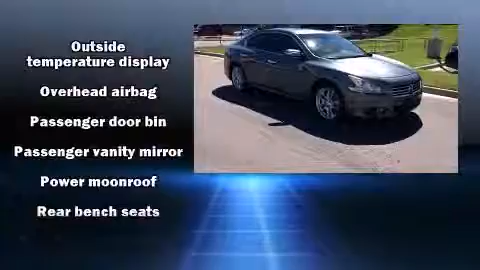 Outside
temperature display
Overhead airbag
Passenger door bin
Passenger vanity mirror
Power moonroof
Rear bench seats